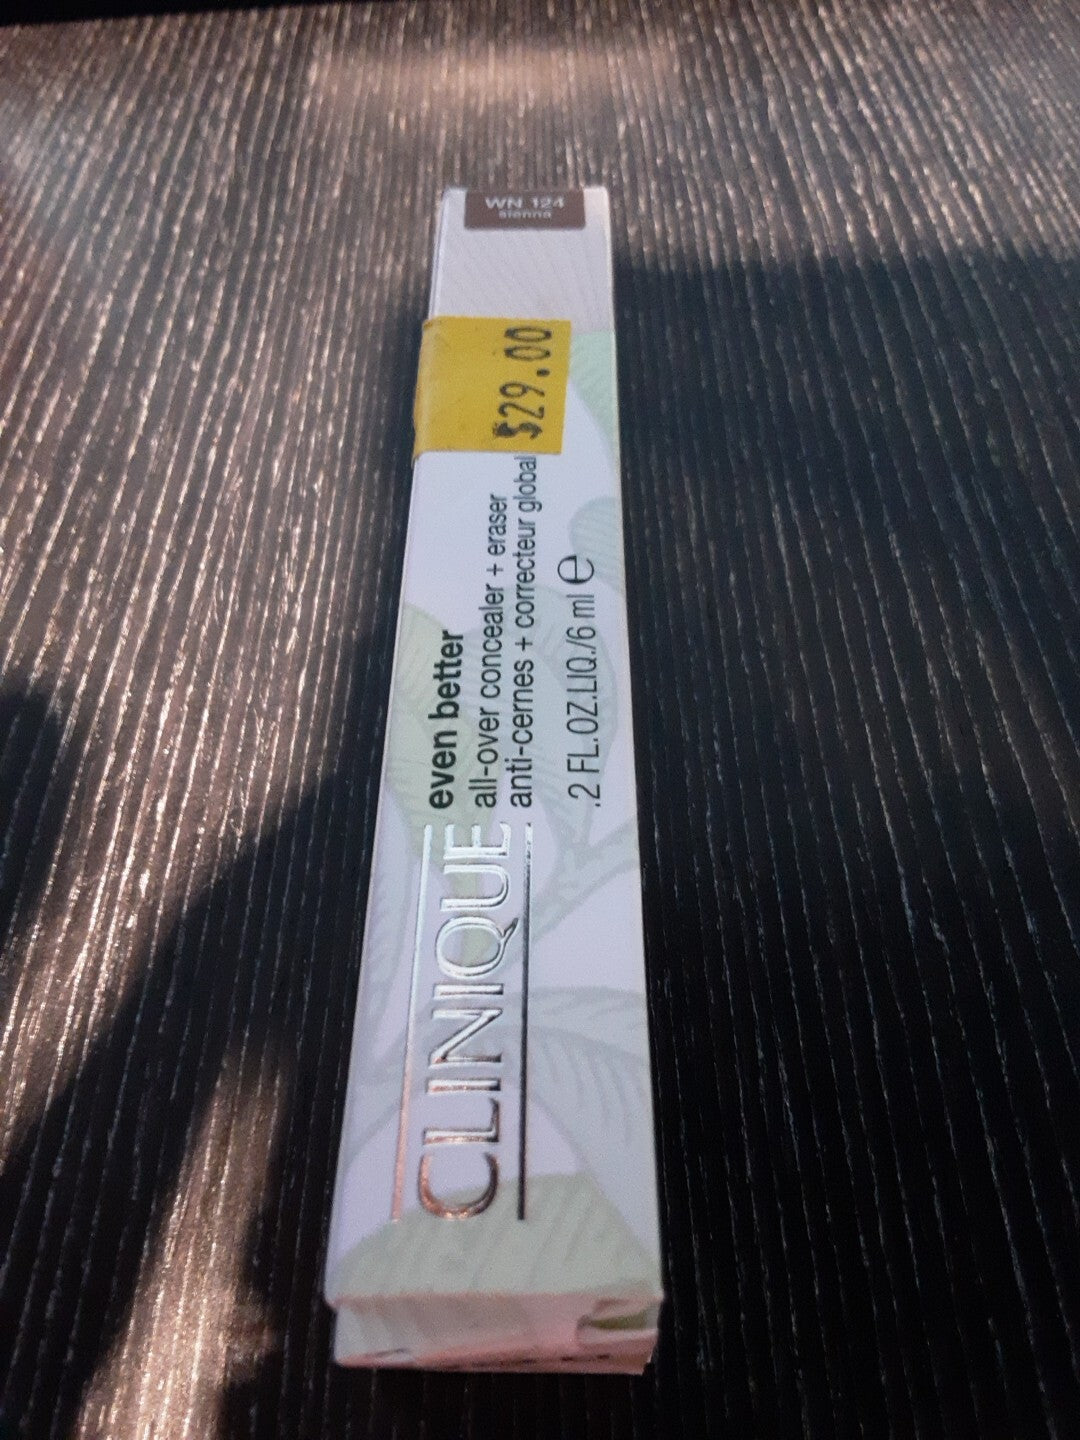 WN 124
sienna
$29.00
CLINIQUE
even better
all-over concealer + eraser
anti-cernes + correcteur global
.2 FL.OZ.LIQ./6 ml ℮